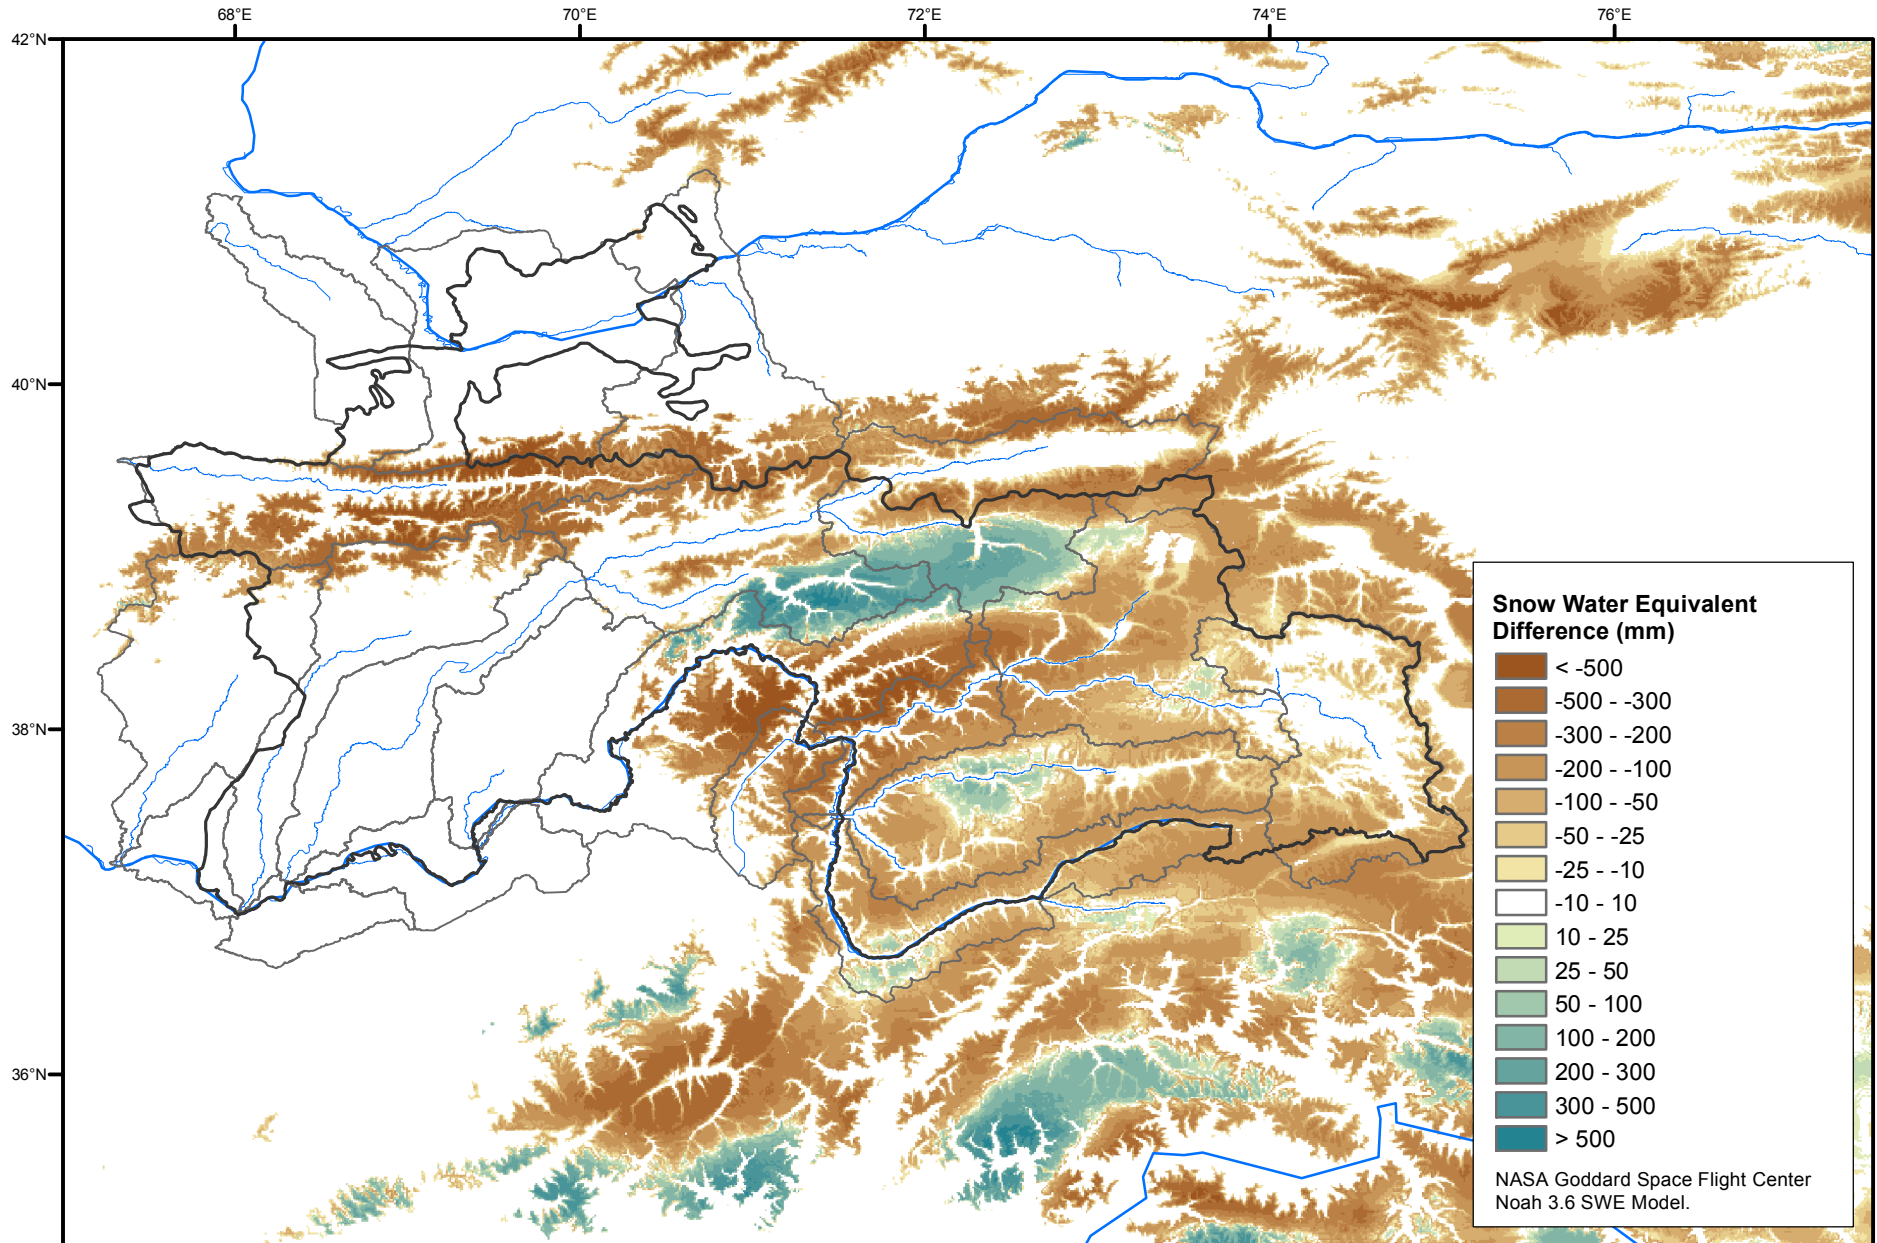 68°E
70°E
72°E
74°E
76°E
42°N
40°N
38°N
36°N
Snow Water Equivalent
Difference (mm)
< -500
-500 - -300
-300 - -200
-200 - -100
-100 - -50
-50 - -25
-25 - -10
-10 - 10
10 - 25
25 - 50
50 - 100
100 - 200
200 - 300
300 - 500
> 500
NASA Goddard Space Flight Center
Noah 3.6 SWE Model.